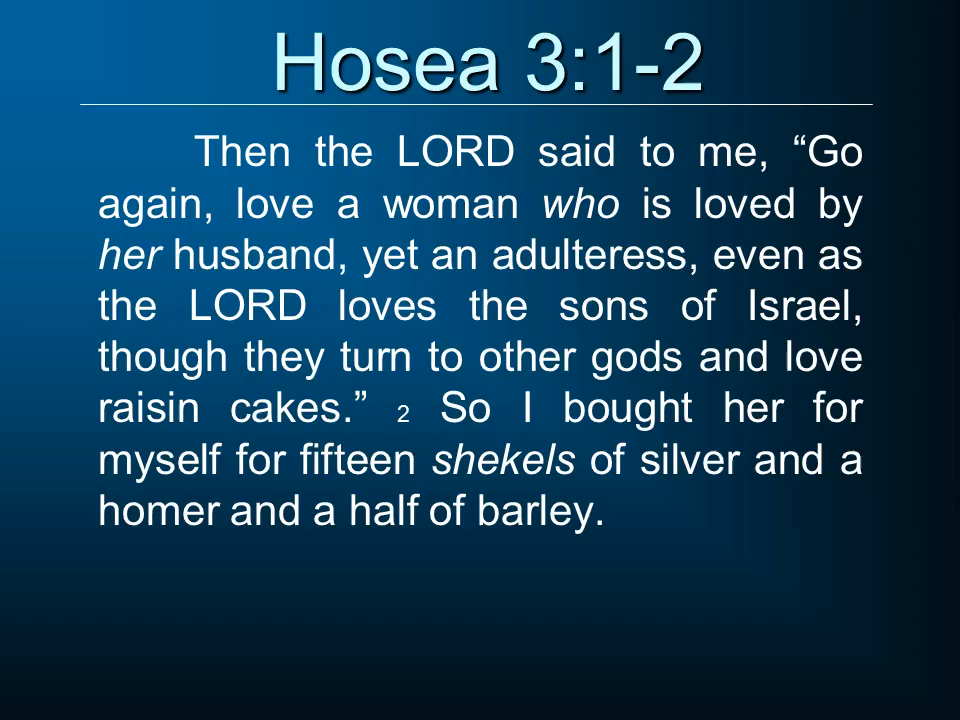 Hosea 3:1-2
Then the LORD said to me, “Go
again, love a woman who is loved by
her husband, yet an adulteress, even as
the LORD loves the sons of Israel,
though they turn to other gods and love
raisin cakes.” 2 So I bought her for
myself for fifteen shekels of silver and a
homer and a half of barley.